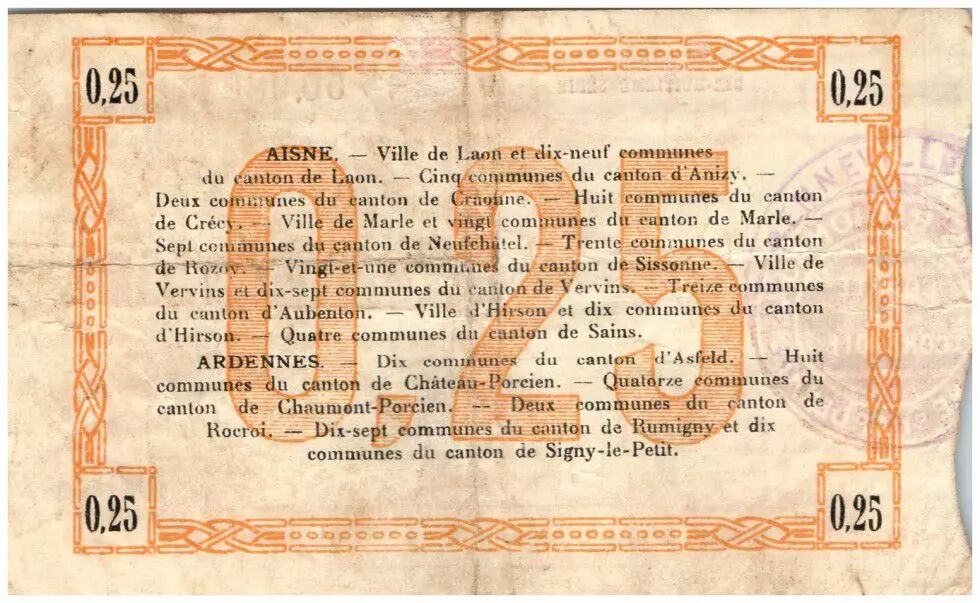 0,25
0,25
AISNE. — Ville de Laon et dix-neuf communes
du canton de Laon. — Cinq communes du canton d'Anizy. —
Deux communes du canton de Craonne. — Huit communes du canton
de Crécy. — Ville de Marle et vingt communes du canton de Marle. —
Sept communes du canton de Neufchâtel. — Trente communes du canton
de Rozoy. — Vingt-et-une communes du canton de Sissonne. — Ville de
Vervins et dix-sept communes du canton de Vervins. — Treize communes
du canton d'Aubenton. — Ville d'Hirson et dix communes du canton
d'Hirson. — Quatre communes du canton de Sains.
ARDENNES. — Dix communes du canton d'Asfeld. — Huit
communes du canton de Château-Porcien. — Quatorze communes du
canton de Chaumont-Porcien. — Deux communes du canton de
Rocroi. — Dix-sept communes du canton de Rumigny et dix
communes du canton de Signy-le-Petit.
0,25
0,25
0,25